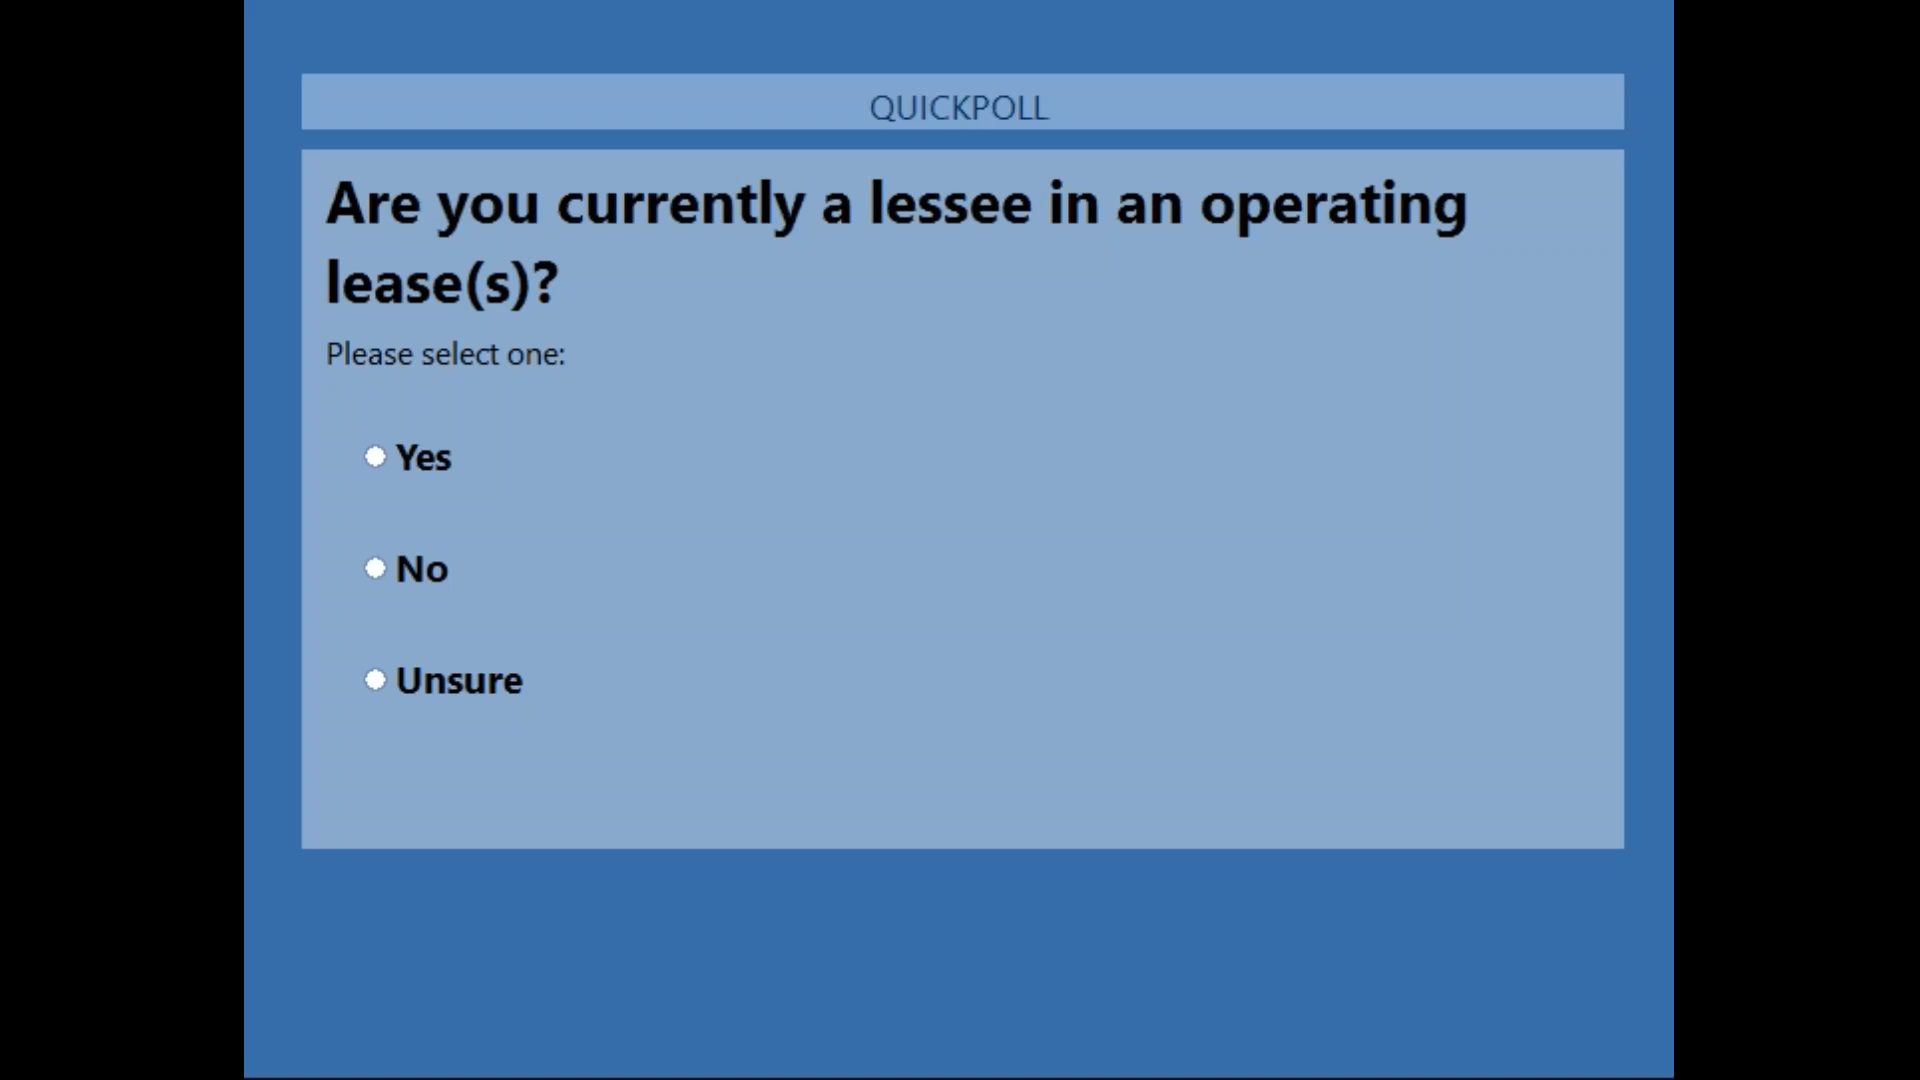 QUICKPOLL
Are you currently a lessee in an operating
lease(s)?
Please select one:
Yes
No
Unsure